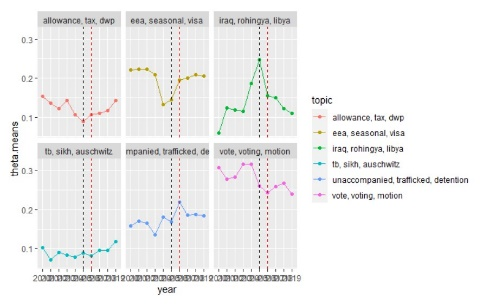 allowance, tax, dwp
eea, seasonal, visa
iraq, rohingya, libya
0.3
0.2
0.1
tb, sikh, auschwitz
mpanied, trafficked, de
vote, voting, motion
0.3
0.2
0.1
theta.means
year
topic
allowance, tax, dwp
eea, seasonal, visa
iraq, rohingya, libya
tb, sikh, auschwitz
unaccompanied, trafficked, detention
vote, voting, motion